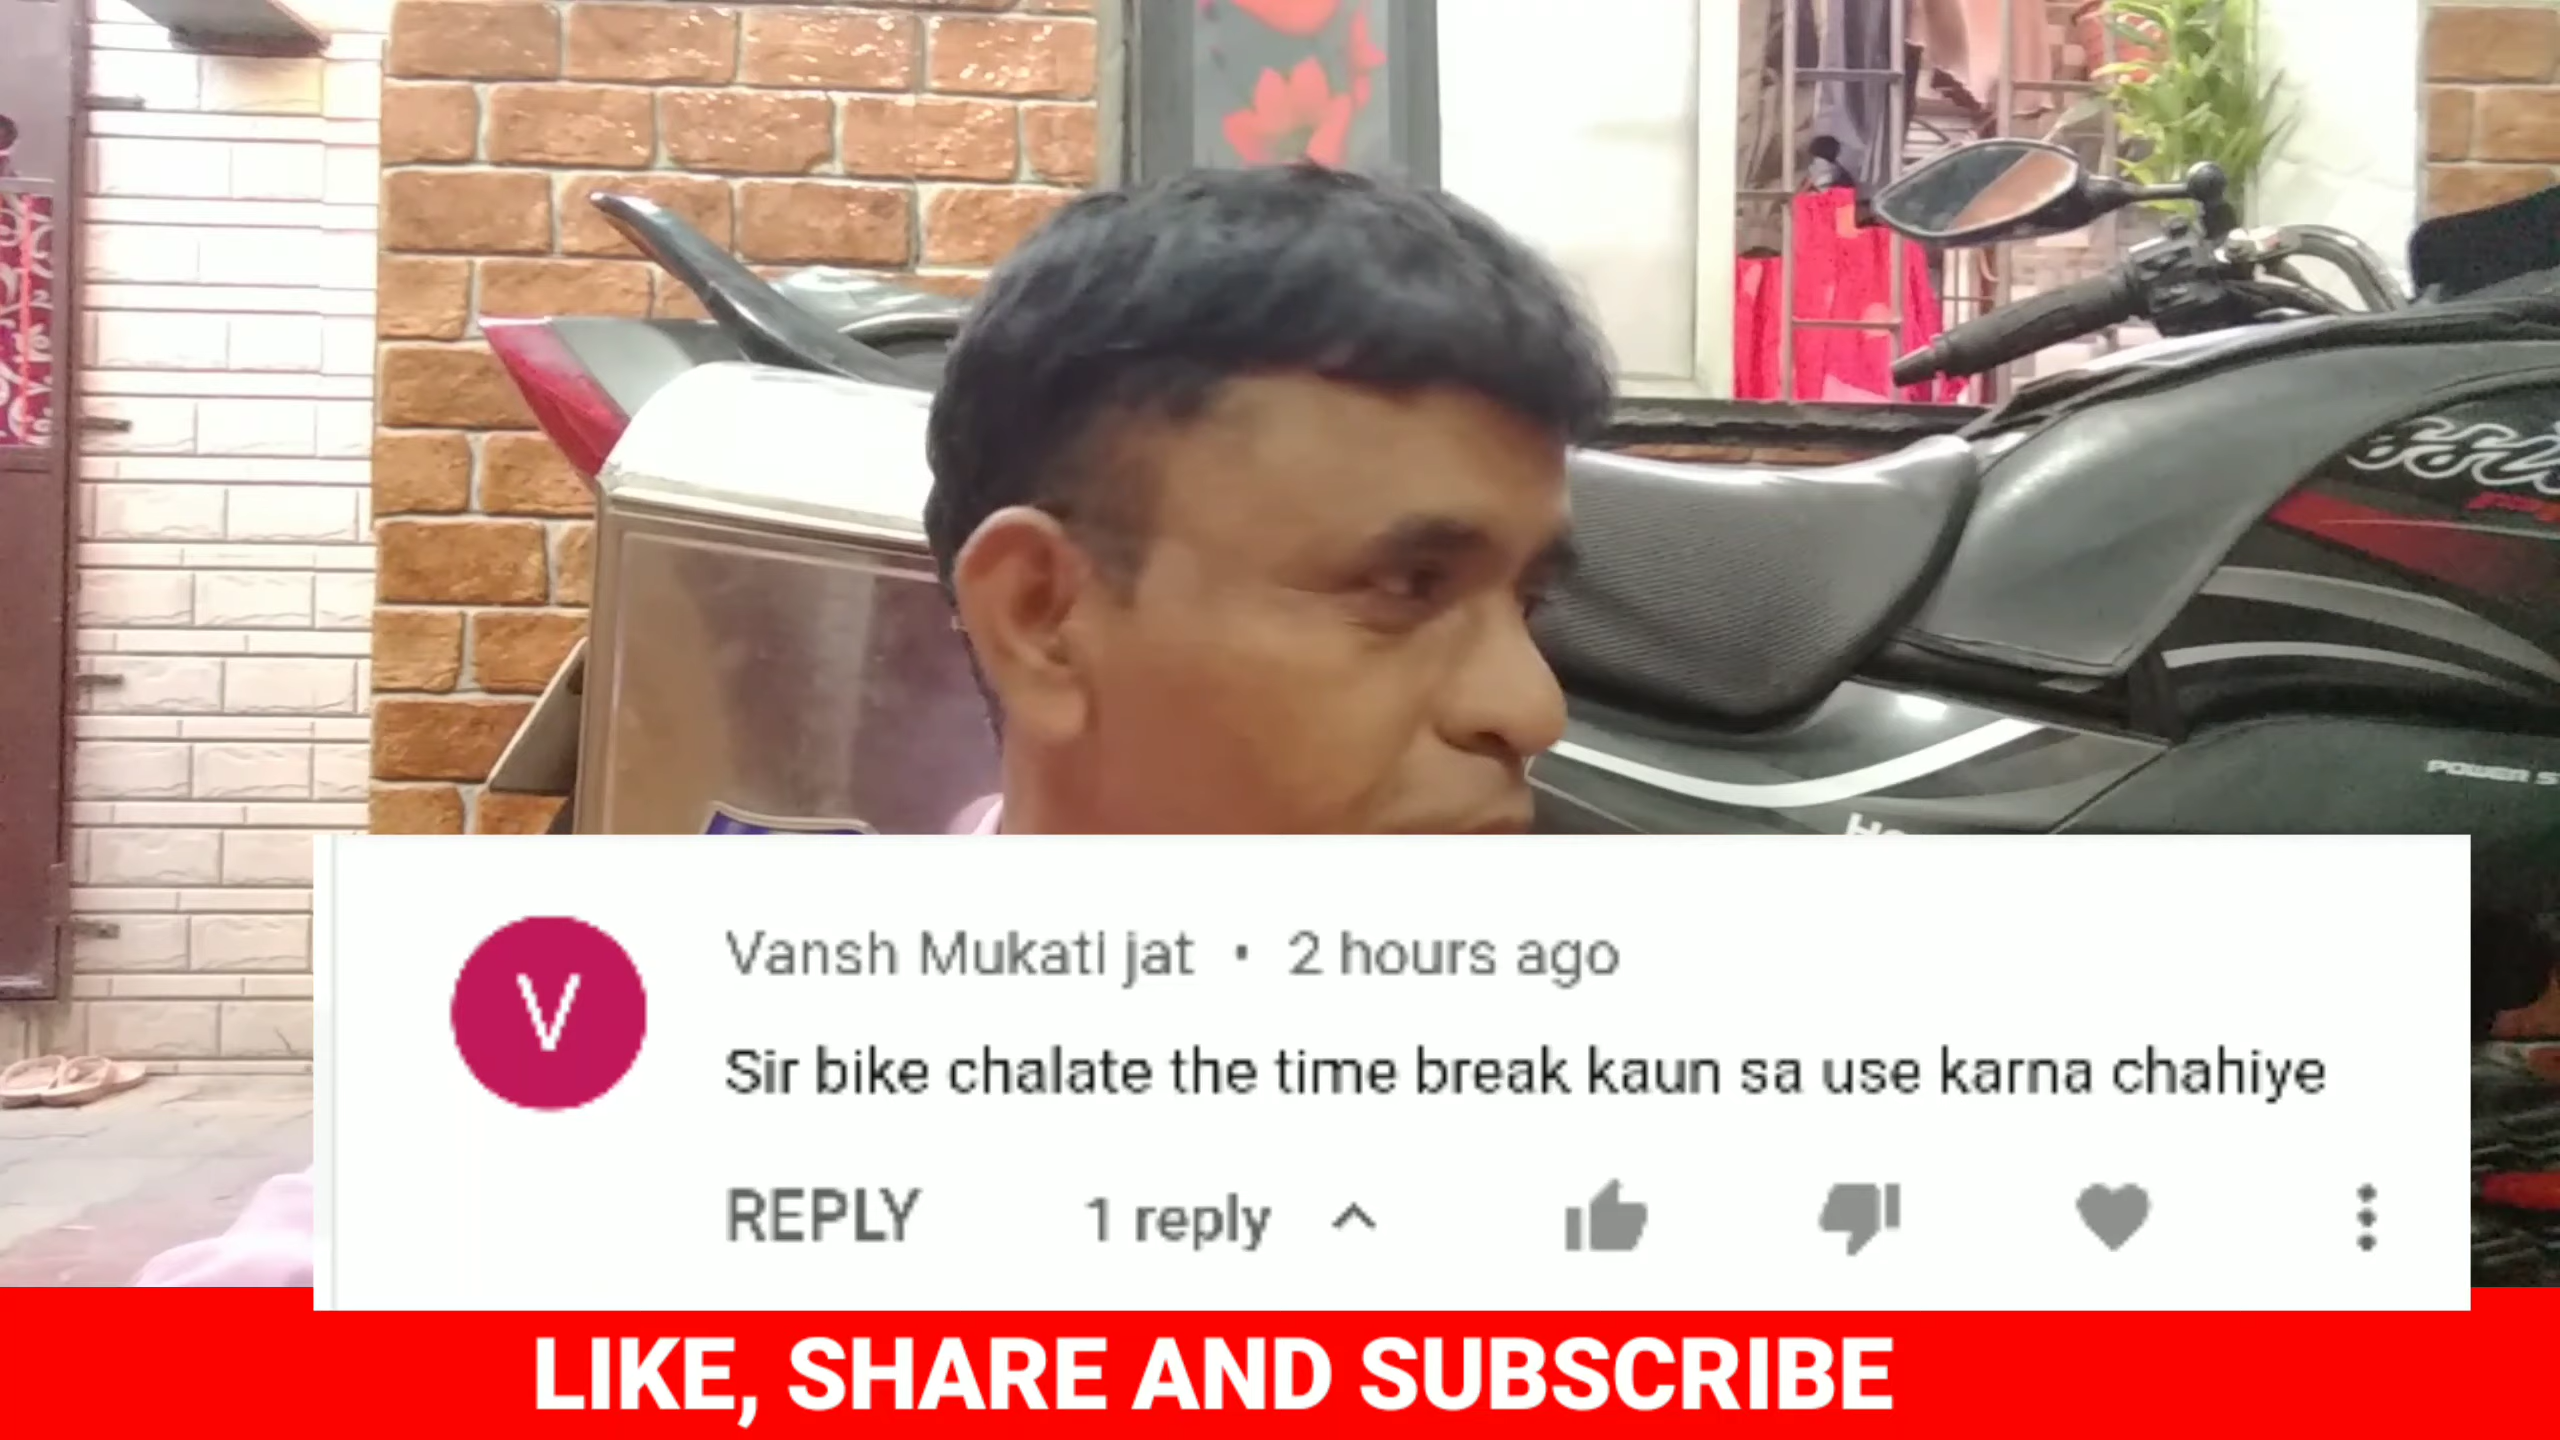 POWER
V
Vansh Mukati jat • 2 hours ago
Sir bike chalate the time break kaun sa use karna chahiye
REPLY 1 reply
LIKE, SHARE AND SUBSCRIBE